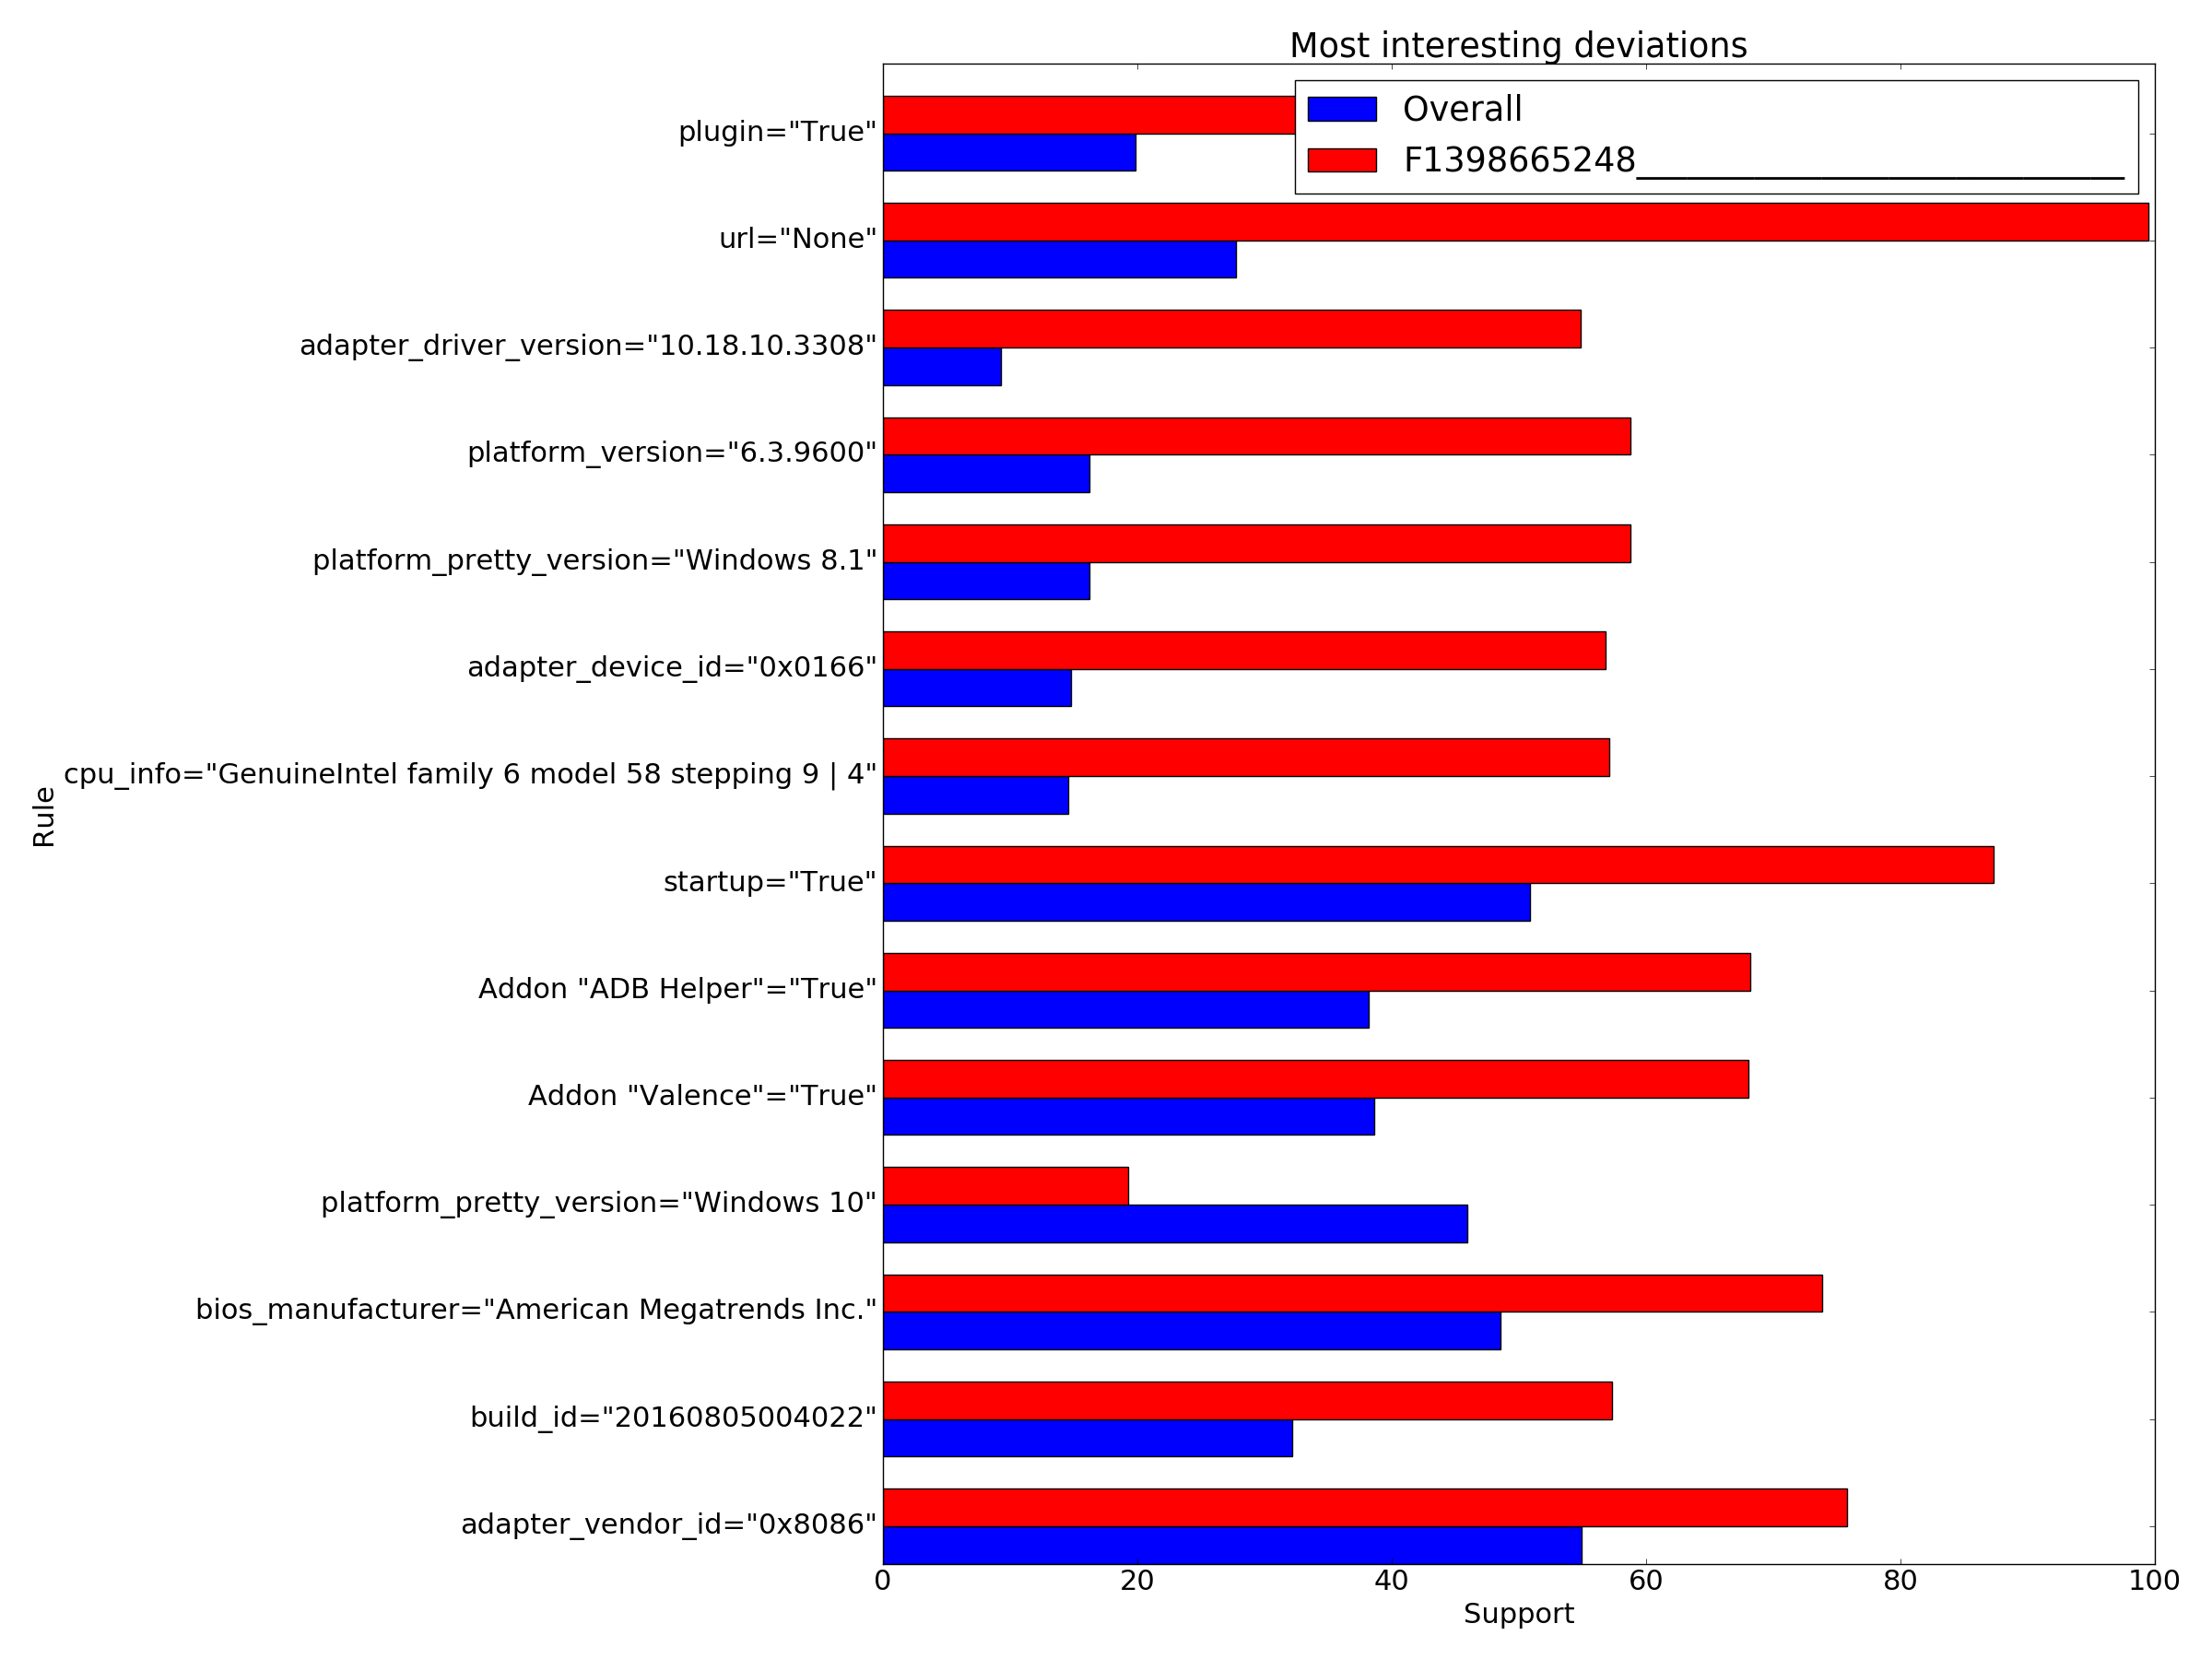 Most interesting deviations
Overall
F1398665248_____________________________
plugin="True"
url="None"
adapter_driver_version="10.18.10.3308"
platform_version="6.3.9600"
platform_pretty_version="Windows 8.1"
adapter_device_id="0x0166"
cpu_info="GenuineIntel family 6 model 58 stepping 9 | 4"
startup="True"
Addon "ADB Helper"="True"
Addon "Valence"="True"
platform_pretty_version="Windows 10"
bios_manufacturer="American Megatrends Inc."
build_id="20160805004022"
adapter_vendor_id="0x8086"
Rule
0 20 40 60 80 100
Support